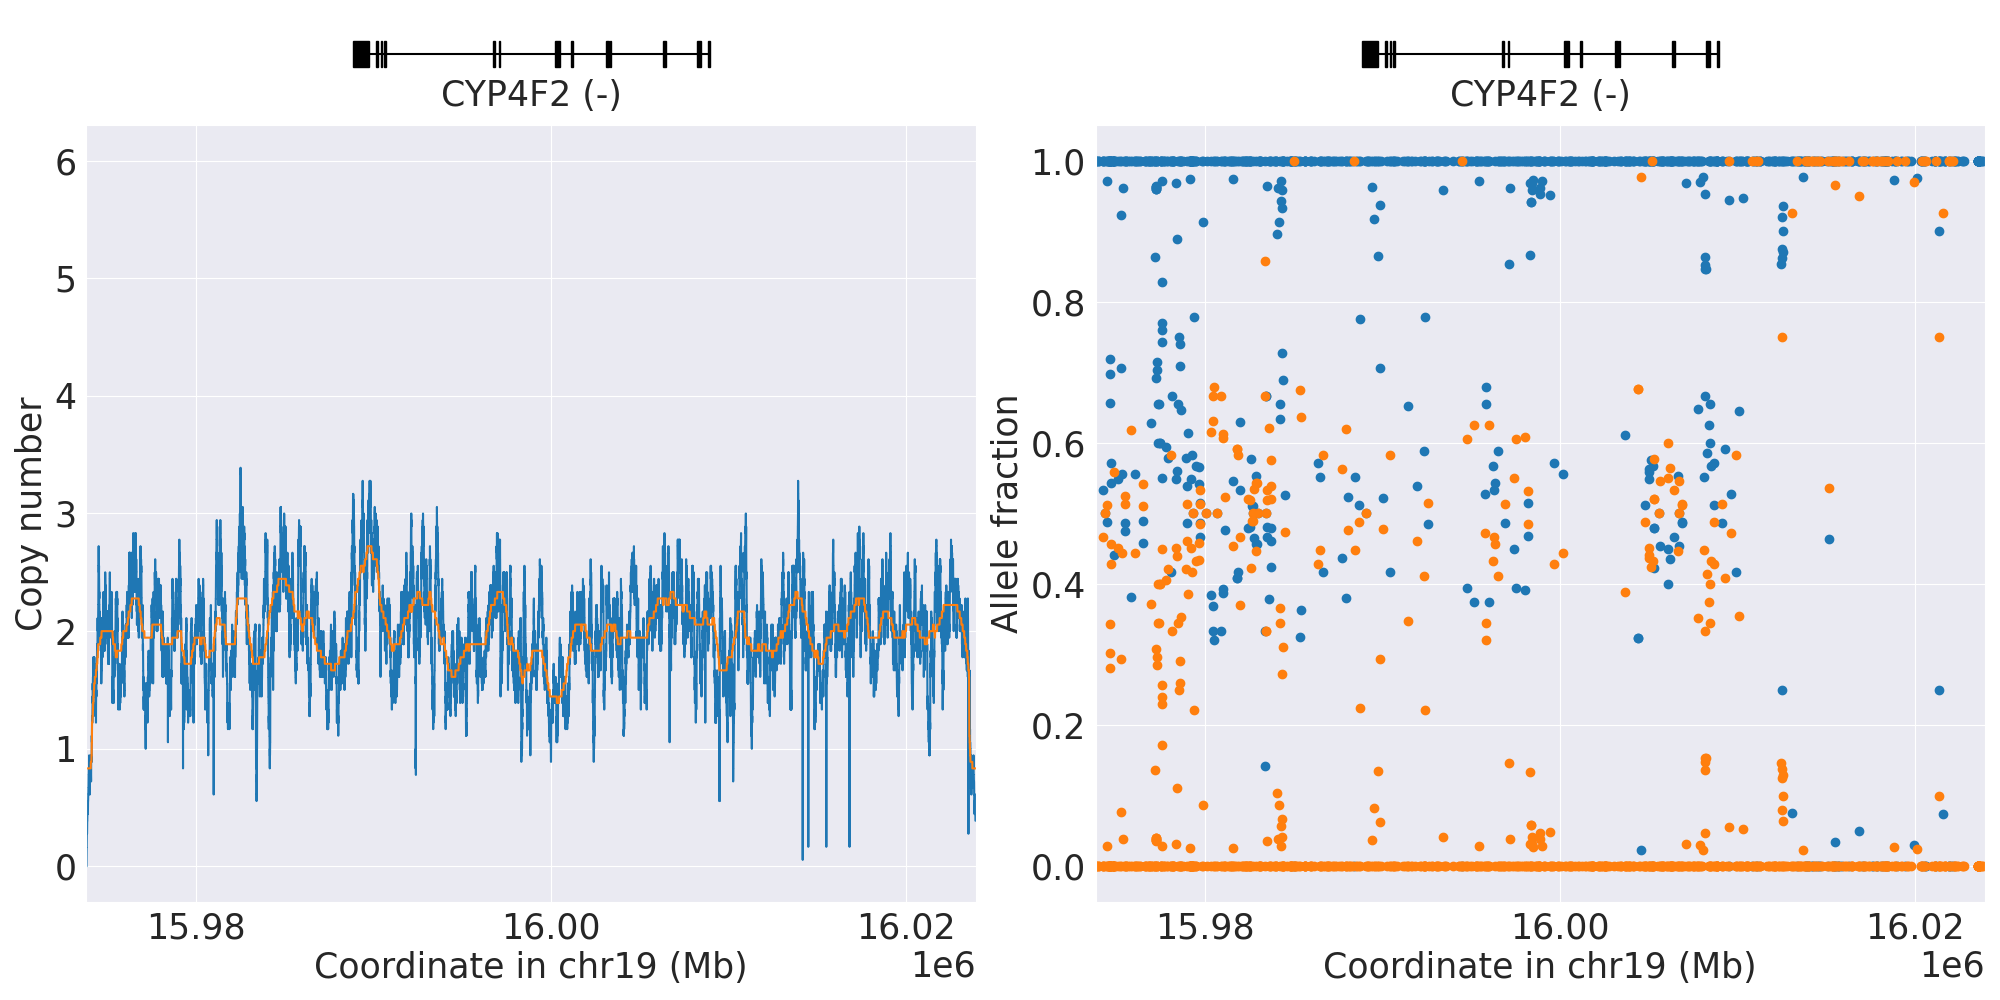 CYP4F2 (-)
6
5
4
3
2
1
0
Copy number
15.98
16.00
16.02
Coordinate in chr19 (Mb)
1e6
CYP4F2 (-)
1.0
0.8
0.6
0.4
0.2
0.0
Allele fraction
15.98
16.00
16.02
Coordinate in chr19 (Mb)
1e6